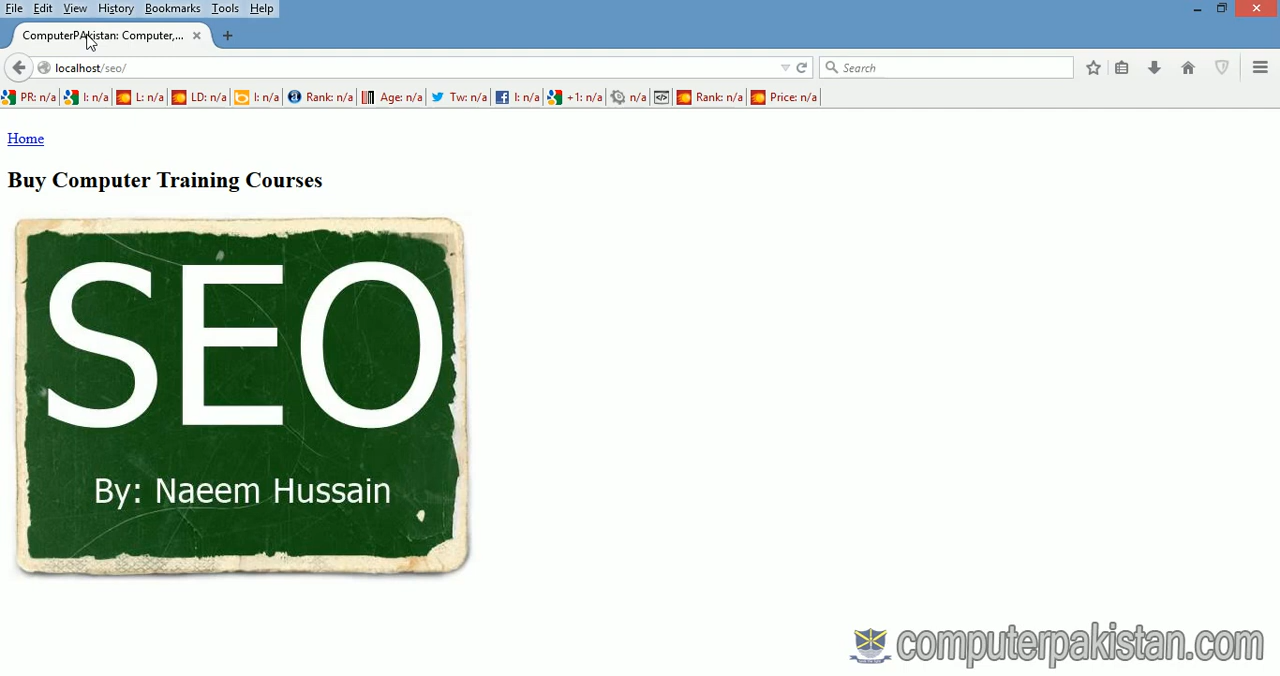 File Edit View History Bookmarks Tools Help
ComputerPAkistan: Computer,...
localhost/seo/
Search
PR: n/a I: n/a L: n/a LD: n/a I: n/a Rank: n/a Age: n/a Tw: n/a I: n/a +1: n/a n/a Rank: n/a Price: n/a
Home
Buy Computer Training Courses
SEO
By: Naeem Hussain
computerpakistan.com